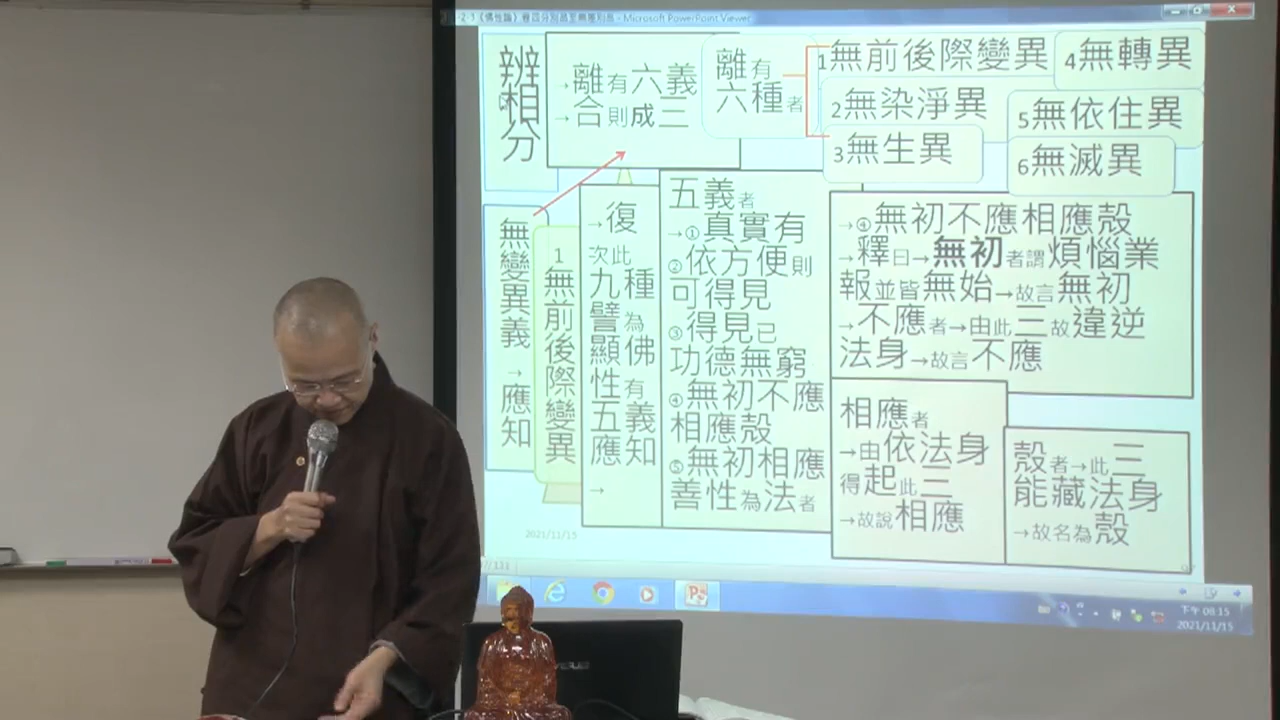 -2-3《佛性論》卷四分別品至無差別品 - Microsoft PowerPoint Viewer
辨相分
→離有六義
→合則成三
離有
六種者
1無前後際變異
2無染淨異
3無生異
4無轉異
5無依住異
6無滅異
無變異義→應知
1無前後際變異
→復
次此
九種
譬為
顯佛
性有
五義
應知
→
五義者
→①真實有
②依方便則
可得見
③得見已
功德無窮
④無初不應
相應殼
⑤無初相應
善性為法者
→④無初不應相應殼
→釋曰→無初者謂煩惱業
報並皆無始→故言無初
→不應者→由此三故違逆
法身→故言不應
相應者
→由依法身
得起此三
→故說相應
殼者→此三
能藏法身
→故名為殼
2021/11/15
下午 08:15
2021/11/15